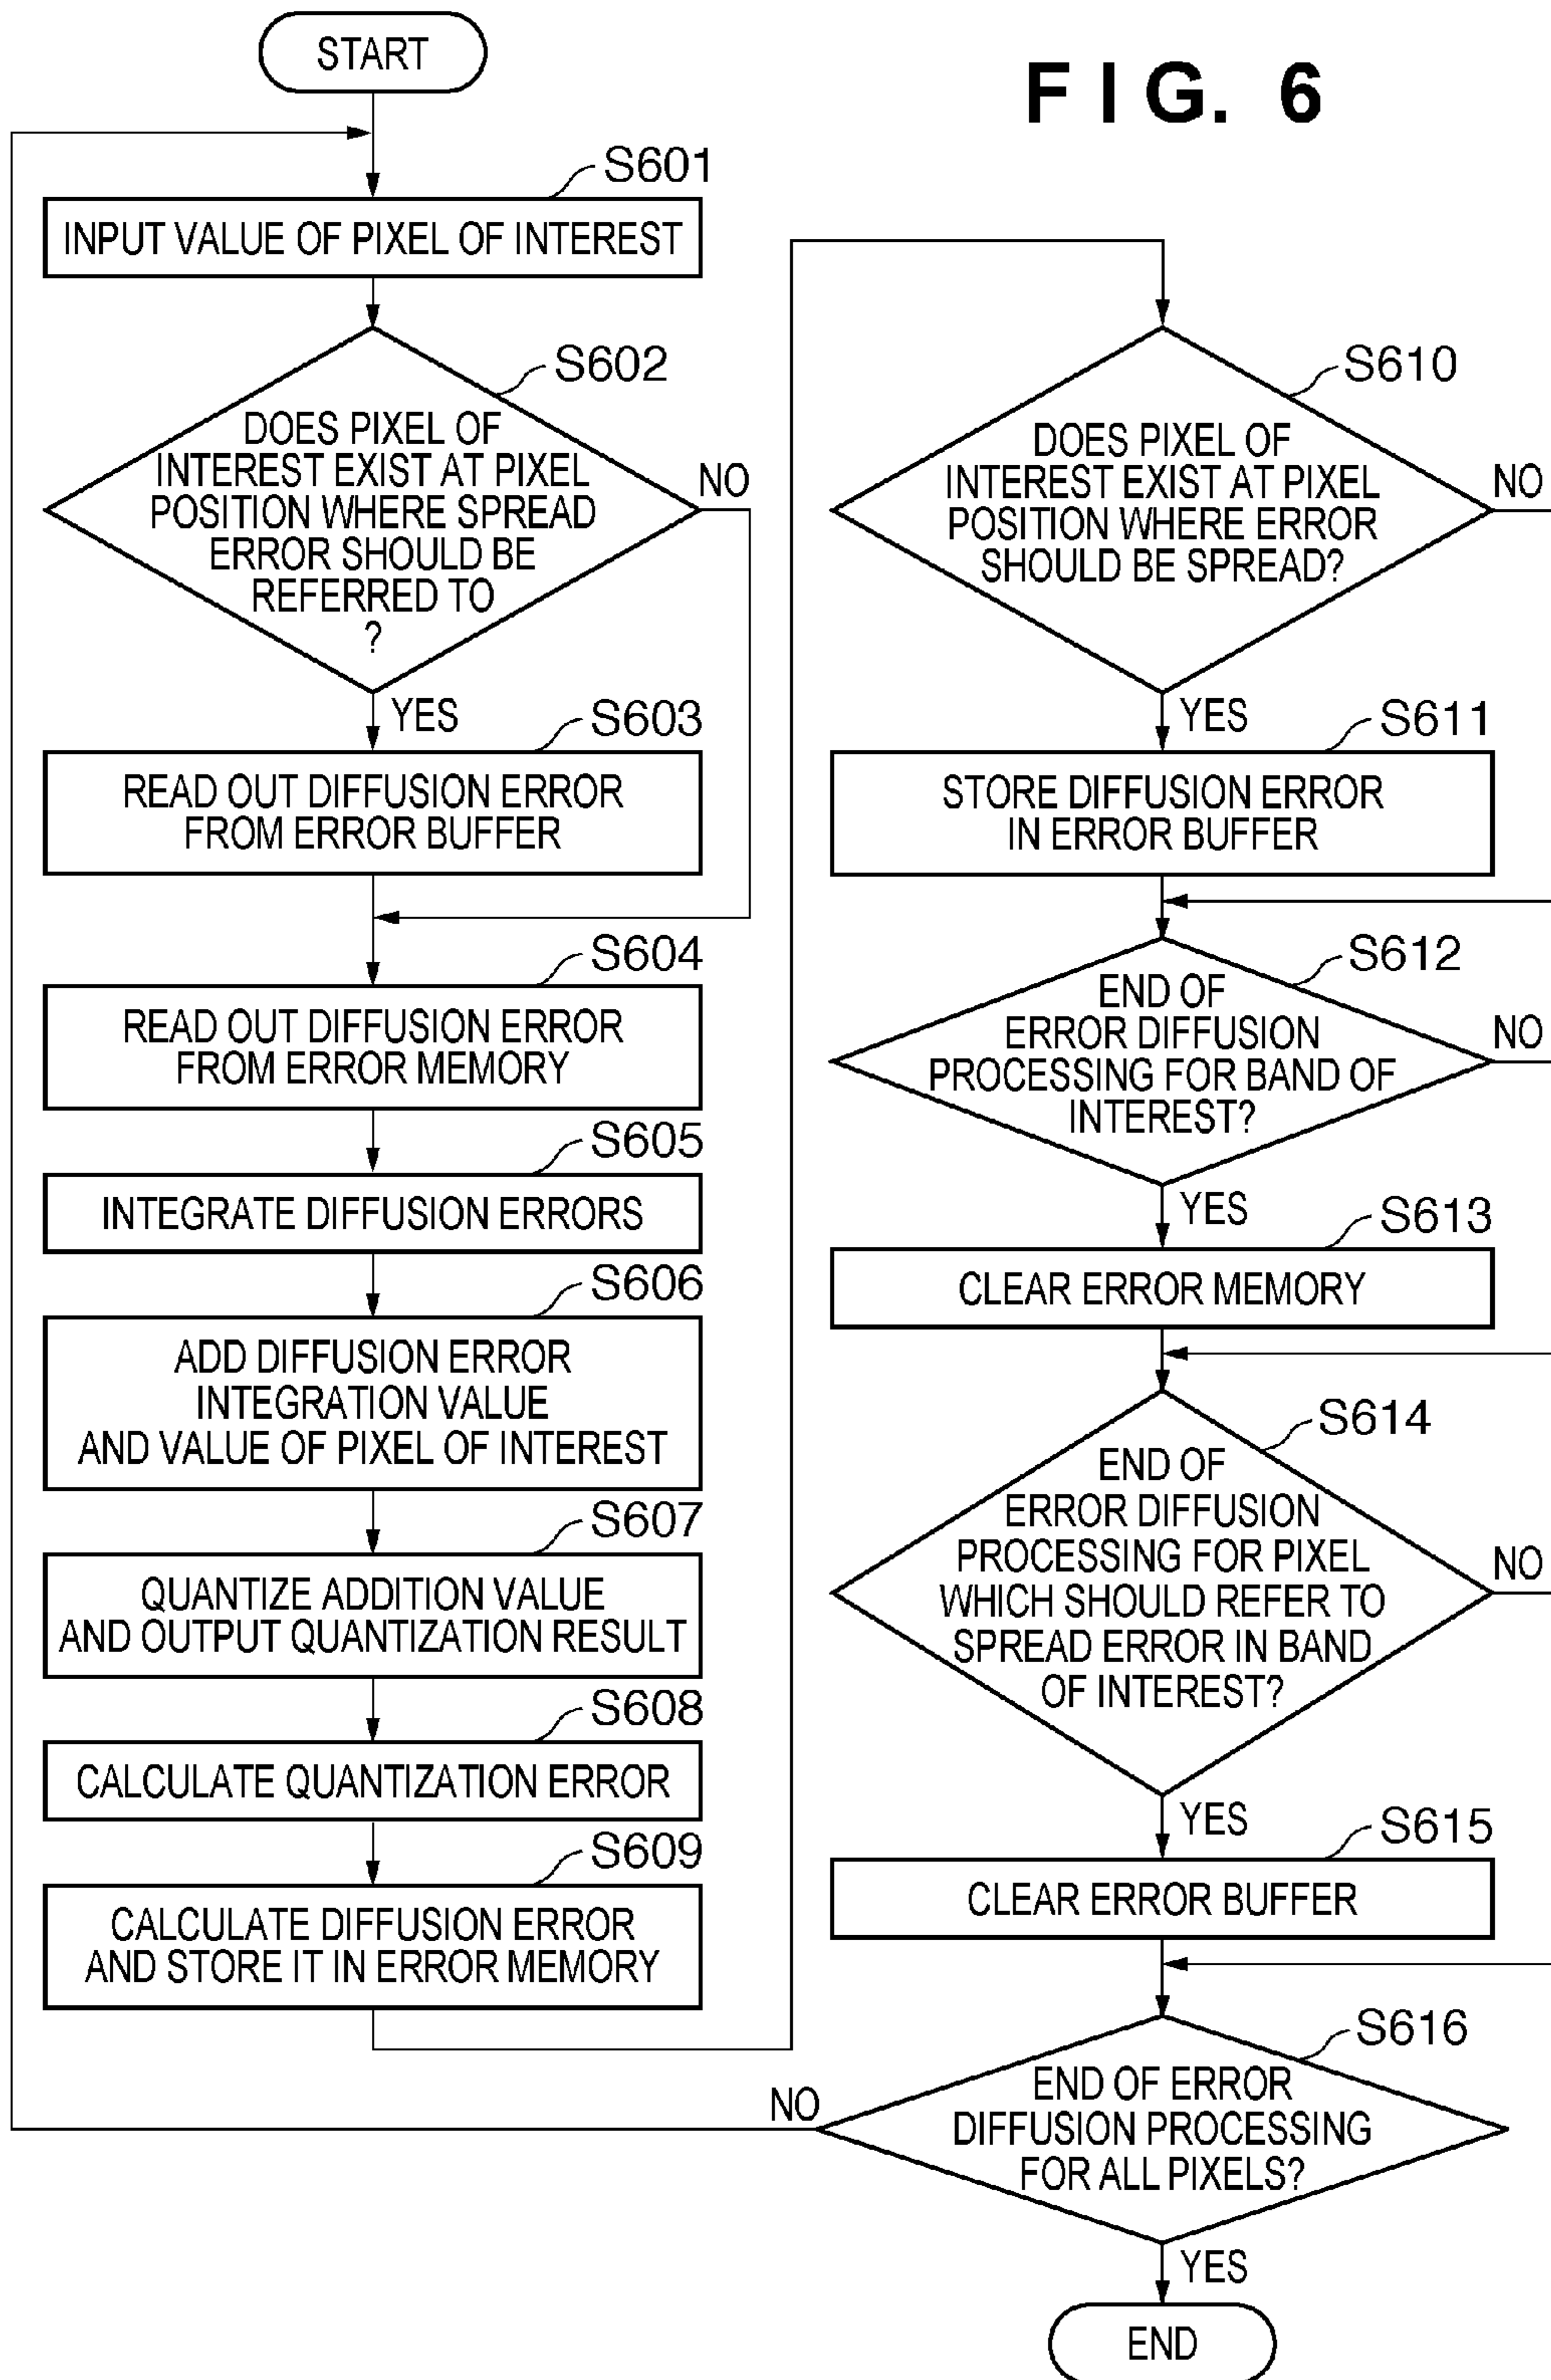 FIG. 6
START
S601
INPUT VALUE OF PIXEL OF INTEREST
S602
DOES PIXEL OF
INTEREST EXIST AT PIXEL
POSITION WHERE SPREAD
ERROR SHOULD BE
REFERRED TO
?
NO
YES
S603
READ OUT DIFFUSION ERROR
FROM ERROR BUFFER
S604
READ OUT DIFFUSION ERROR
FROM ERROR MEMORY
S605
INTEGRATE DIFFUSION ERRORS
S606
ADD DIFFUSION ERROR
INTEGRATION VALUE
AND VALUE OF PIXEL OF INTEREST
S607
QUANTIZE ADDITION VALUE
AND OUTPUT QUANTIZATION RESULT
S608
CALCULATE QUANTIZATION ERROR
S609
CALCULATE DIFFUSION ERROR
AND STORE IT IN ERROR MEMORY
S610
DOES PIXEL OF
INTEREST EXIST AT PIXEL
POSITION WHERE ERROR
SHOULD BE SPREAD?
NO
YES
S611
STORE DIFFUSION ERROR
IN ERROR BUFFER
S612
END OF
ERROR DIFFUSION
PROCESSING FOR BAND OF
INTEREST?
NO
YES
S613
CLEAR ERROR MEMORY
S614
END OF
ERROR DIFFUSION
PROCESSING FOR PIXEL
WHICH SHOULD REFER TO
SPREAD ERROR IN BAND
OF INTEREST?
NO
YES
S615
CLEAR ERROR BUFFER
S616
END OF ERROR
DIFFUSION PROCESSING
FOR ALL PIXELS?
NO
YES
END